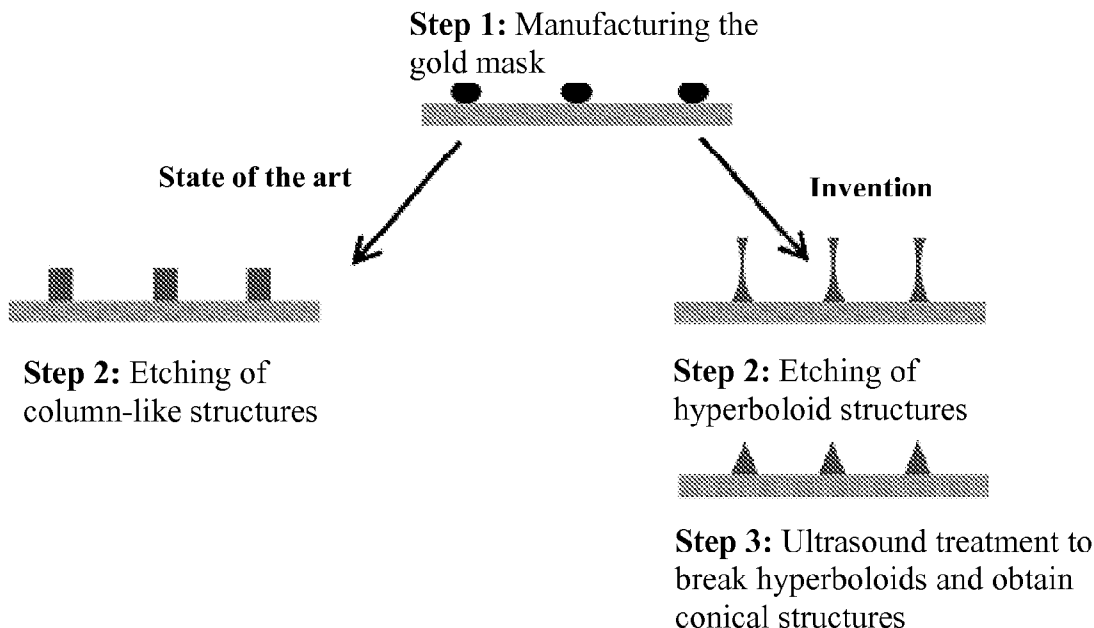 Step 1: Manufacturing the
gold mask
State of the art
Invention
Step 2: Etching of
column-like structures
Step 2: Etching of
hyperboloid structures
Step 3: Ultrasound treatment to
break hyperboloids and obtain
conical structures